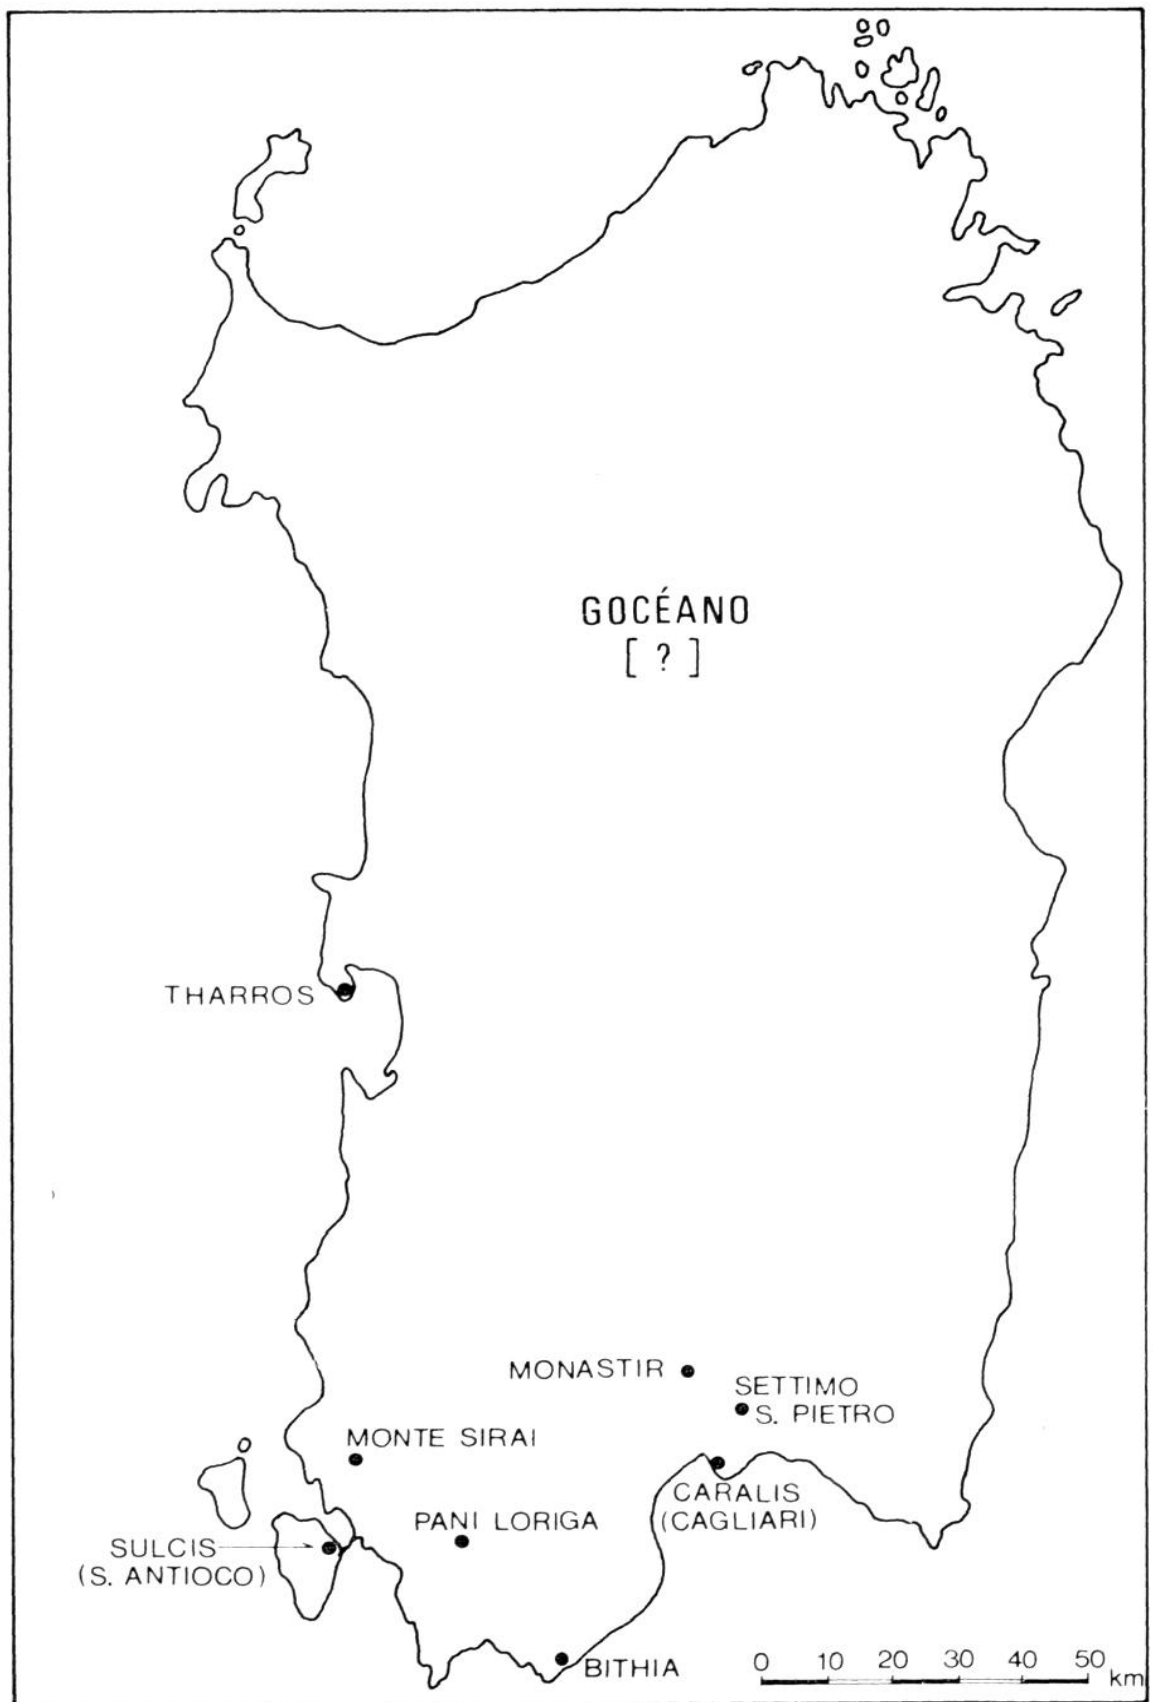 GOCÉANO
[ ? ]
THARROS
MONASTIR
SETTIMO
S. PIETRO
MONTE SIRAI
CARALIS
(CAGLIARI)
PANI LORIGA
SULCIS
(S. ANTIOCO)
BITHIA
0 10 20 30 40 50
km